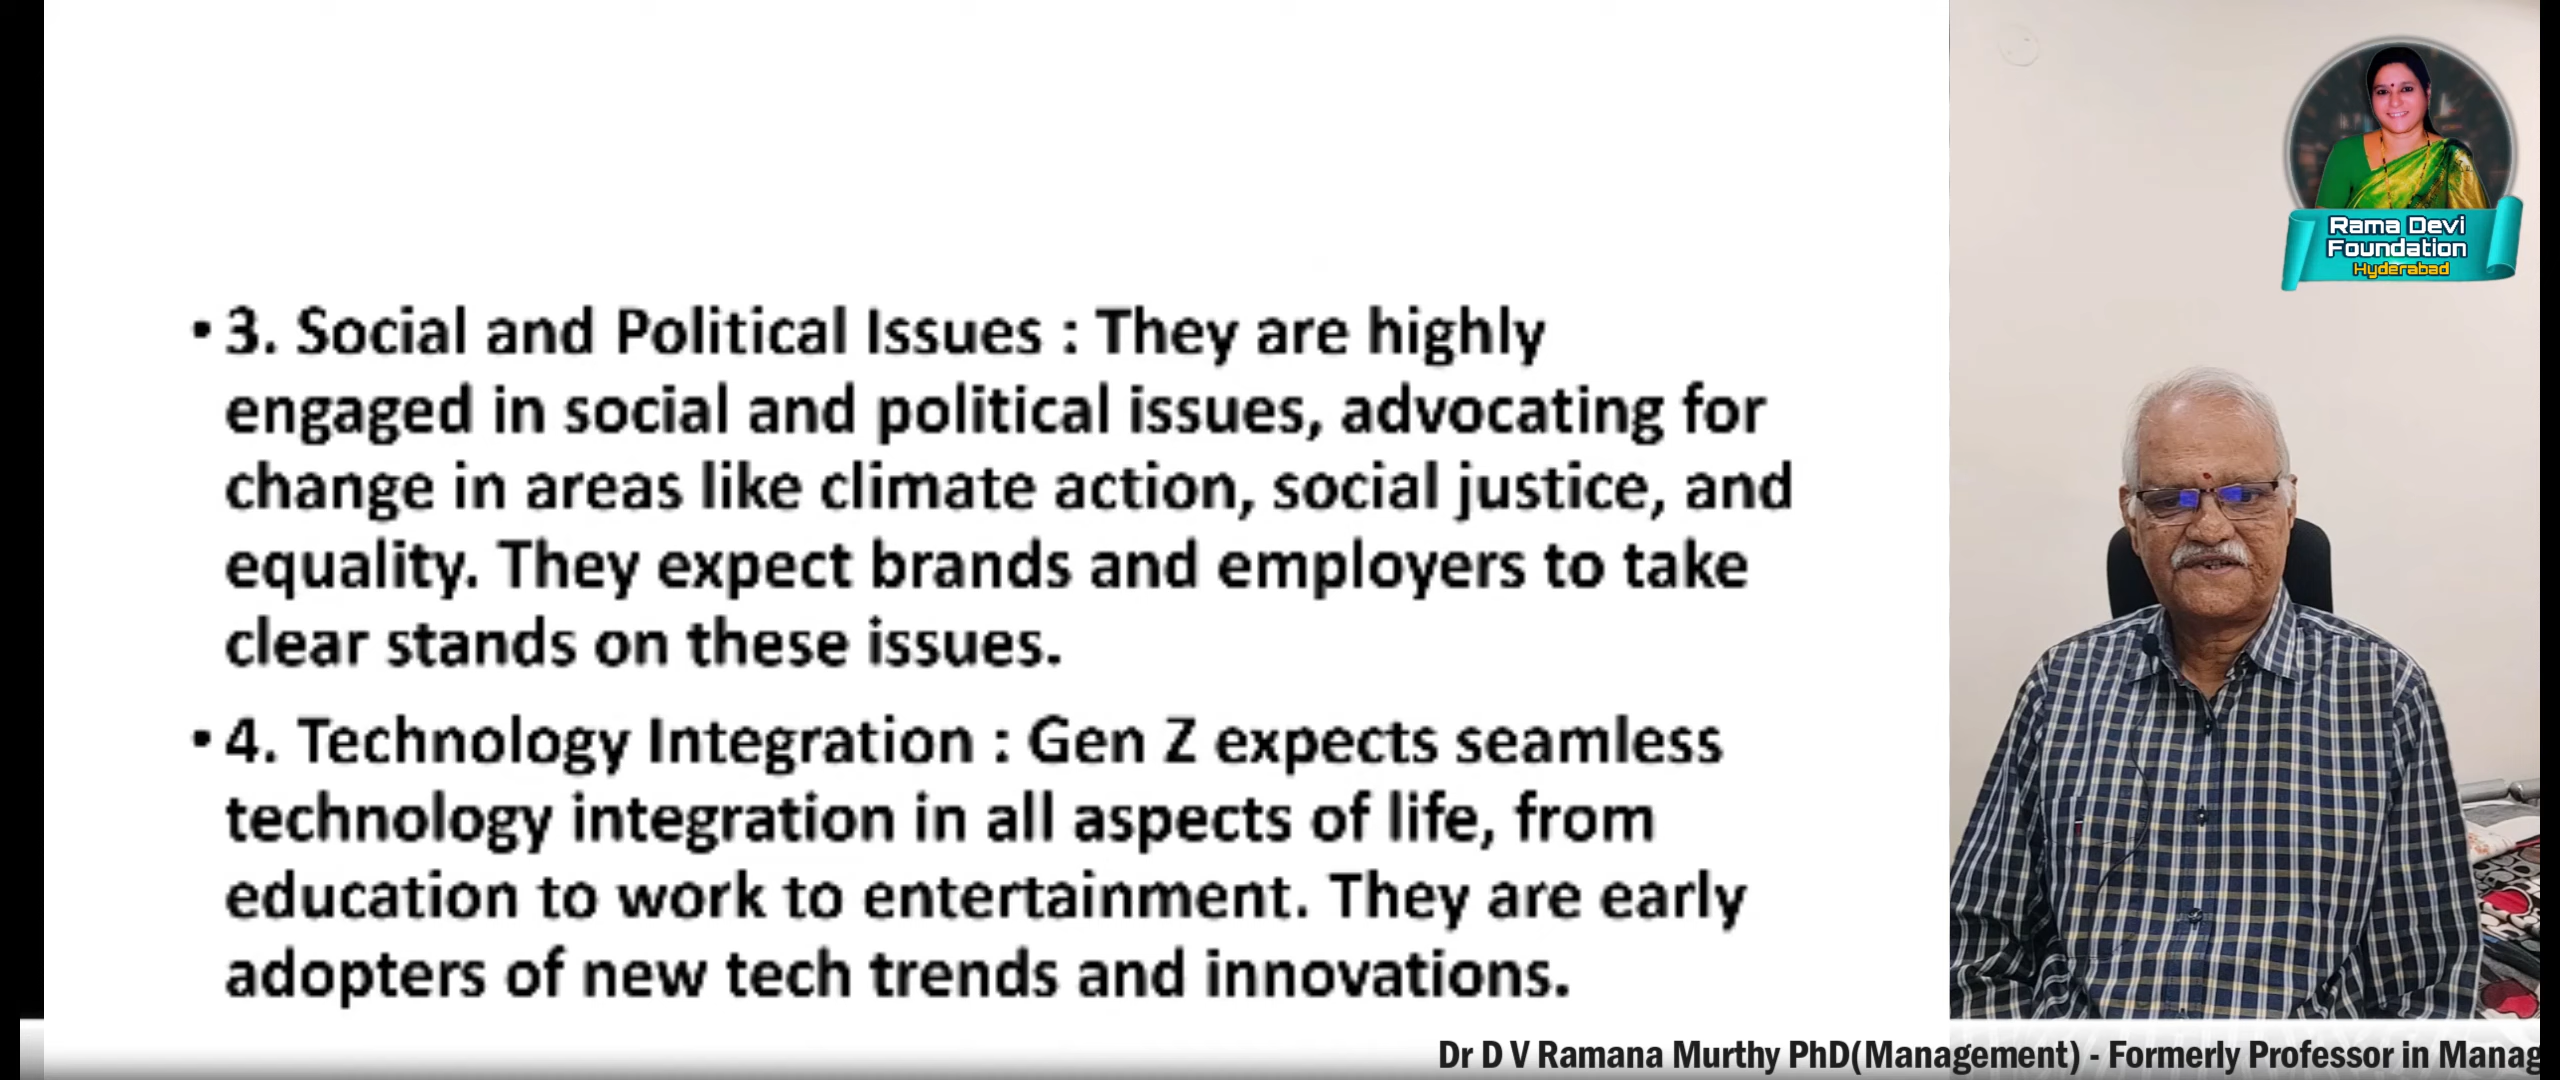 Rama Devi
Foundation
Hyderabad
• 3. Social and Political Issues : They are highly
engaged in social and political issues, advocating for
change in areas like climate action, social justice, and
equality. They expect brands and employers to take
clear stands on these issues.
• 4. Technology Integration : Gen Z expects seamless
technology integration in all aspects of life, from
education to work to entertainment. They are early
adopters of new tech trends and innovations.
Dr D V Ramana Murthy PhD(Management) - Formerly Professor in Manag